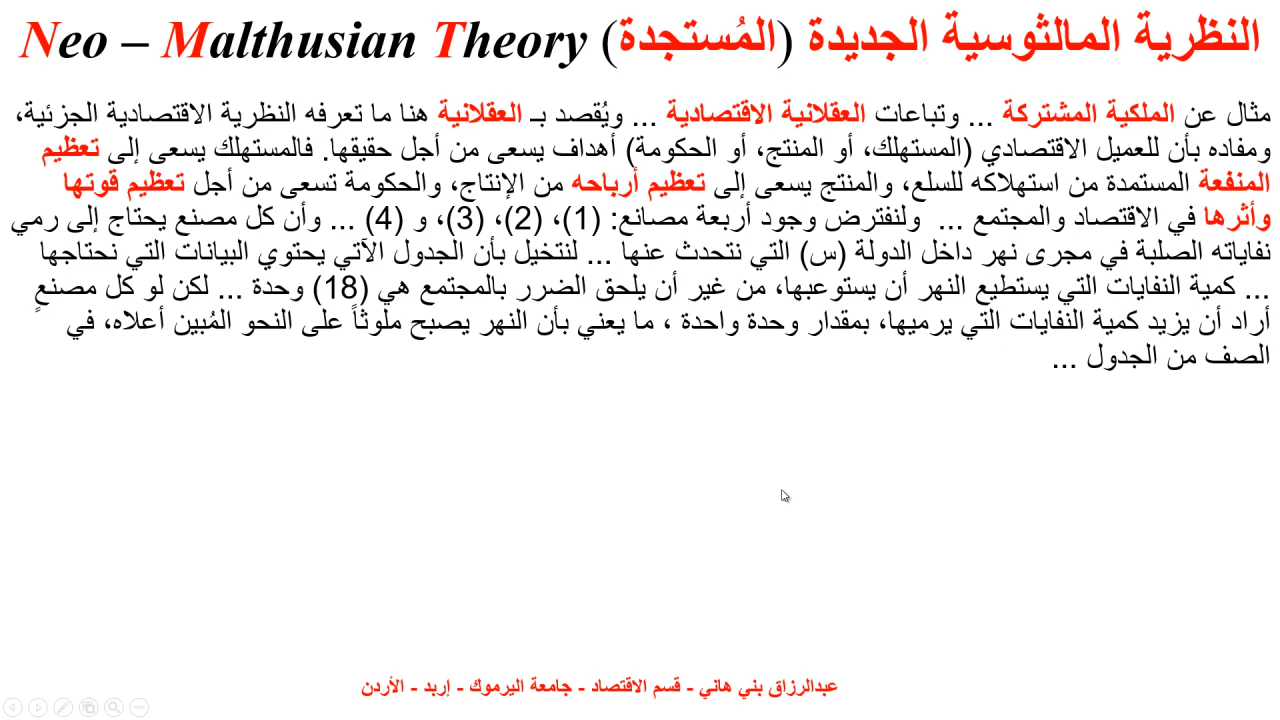 النظرية المالثوسية الجديدة (المُستجدة) Neo – Malthusian Theory
مثال عن الملكية المشتركة ... وتباعات العقلانية الاقتصادية ... ويُقصد بـ العقلانية هنا ما تعرفه النظرية الاقتصادية الجزئية،
ومفاده بأن للعميل الاقتصادي (المستهلك، أو المنتج، أو الحكومة) أهداف يسعى من أجل حقيقها. فالمستهلك يسعى إلى تعظيم
المنفعة المستمدة من استهلاكه للسلع، والمنتج يسعى إلى تعظيم أرباحه من الإنتاج، والحكومة تسعى من أجل تعظيم قوتها
وأثرها في الاقتصاد والمجتمع ... ولنفترض وجود أربعة مصانع: (1)، (2)، (3)، و (4) ... وأن كل مصنع يحتاج إلى رمي
نفاياته الصلبة في مجرى نهر داخل الدولة (س) التي نتحدث عنها ... لنتخيل بأن الجدول الآتي يحتوي البيانات التي نحتاجها
... كمية النفايات التي يستطيع النهر أن يستوعبها، من غير أن يلحق الضرر بالمجتمع هي (18) وحدة ... لكن لو كل مصنعٍ
أراد أن يزيد كمية النفايات التي يرميها، بمقدار وحدة واحدة ، ما يعني بأن النهر يصبح ملوثاً على النحو المُبين أعلاه، في
الصف من الجدول ...
عبدالرزاق بني هاني - قسم الاقتصاد - جامعة اليرموك - إربد - الأردن